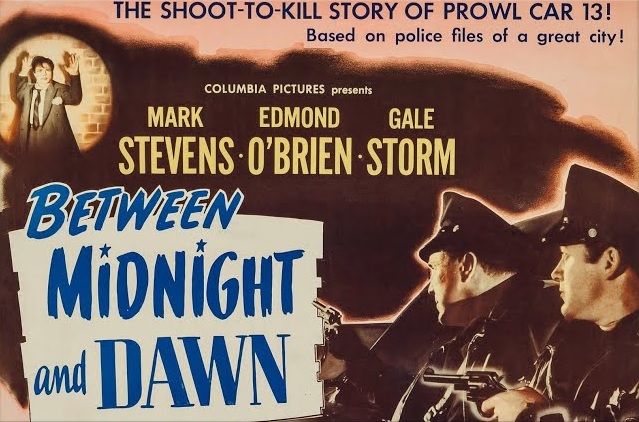 THE SHOOT-TO-KILL STORY OF PROWL CAR 13!
Based on police files of a great city!
COLUMBIA PICTURES presents
MARK EDMOND GALE
STEVENS · O'BRIEN · STORM
BETWEEN
MIDNIGHT
and DAWN